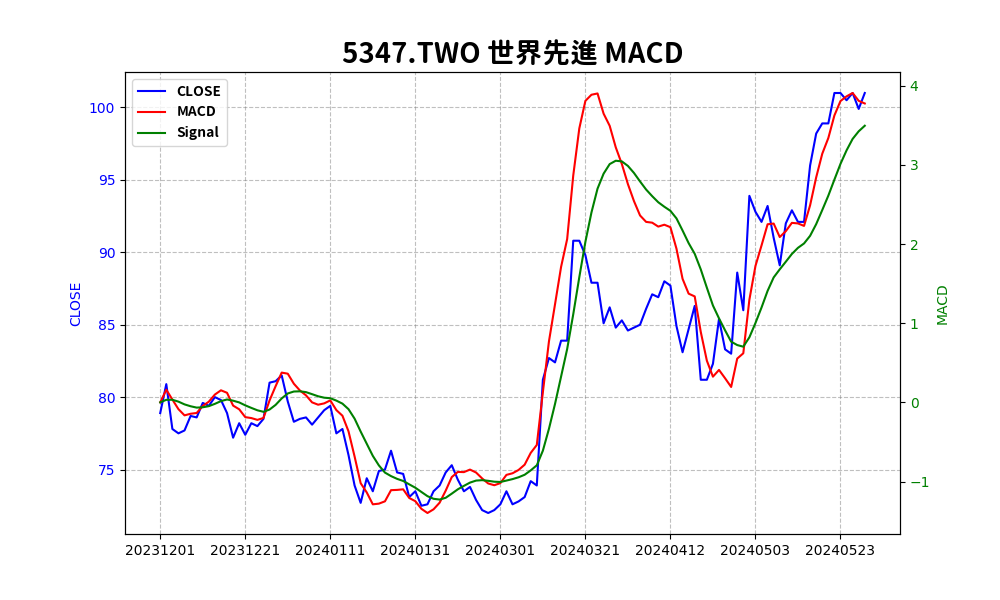 5347.TWO 世界先進 MACD
CLOSE
MACD
Signal
100
95
90
85
80
75
CLOSE
4
3
2
1
0
−1
MACD
20231201 20231221 20240111 20240131 20240301 20240321 20240412 20240503 20240523